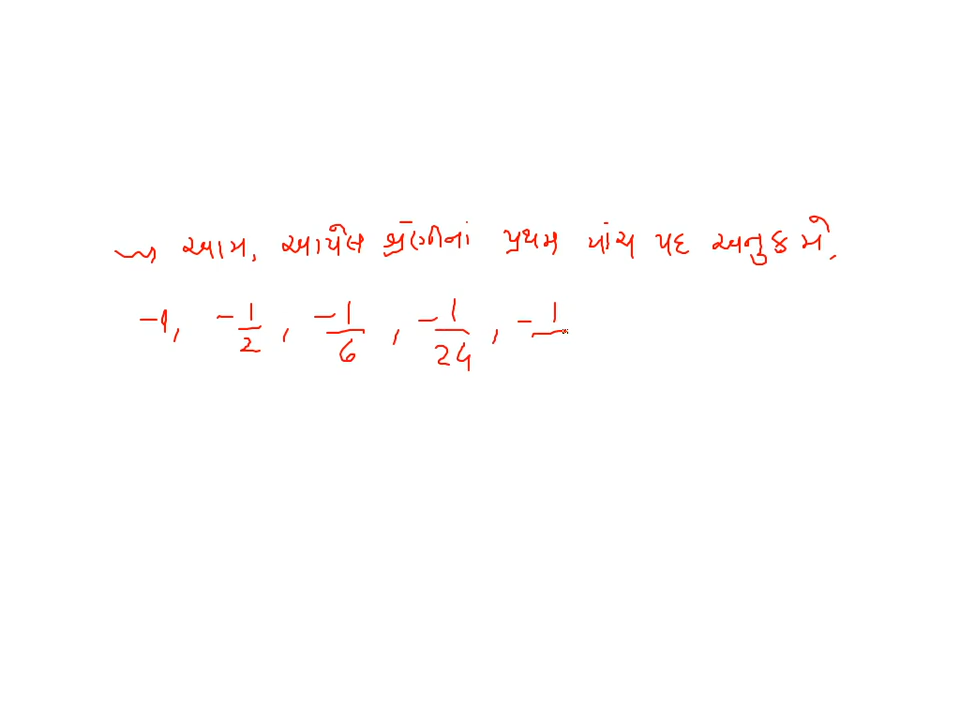 ~~ આમ, આપેલ શ્રેણીનાં પ્રથમ પાંચ પદ અનુક્રમે,
-1, -1/2, -1/6, -1/24, -1/